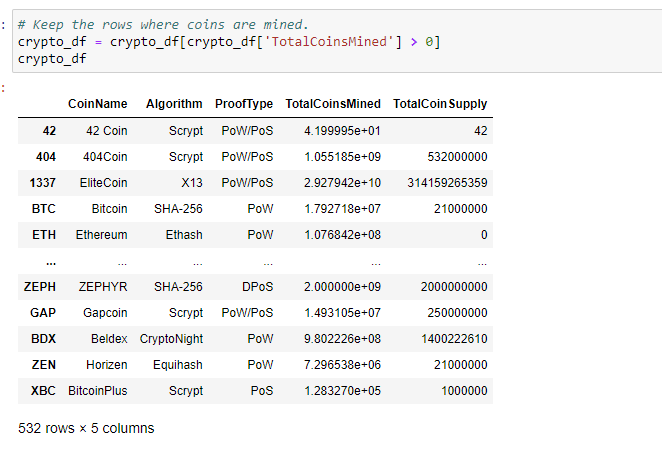 :
# Keep the rows where coins are mined.
crypto_df = crypto_df[crypto_df['TotalCoinsMined'] > 0]
crypto_df
:
CoinName Algorithm ProofType TotalCoinsMined TotalCoinSupply
42 42 Coin Scrypt PoW/PoS 4.199995e+01 42
404 404Coin Scrypt PoW/PoS 1.055185e+09 532000000
1337 EliteCoin X13 PoW/PoS 2.927942e+10 314159265359
BTC Bitcoin SHA-256 PoW 1.792718e+07 21000000
ETH Ethereum Ethash PoW 1.076842e+08 0
... ... ... ... ... ...
ZEPH ZEPHYR SHA-256 DPoS 2.000000e+09 2000000000
GAP Gapcoin Scrypt PoW/PoS 1.493105e+07 250000000
BDX Beldex CryptoNight PoW 9.802226e+08 1400222610
ZEN Horizen Equihash PoW 7.296538e+06 21000000
XBC BitcoinPlus Scrypt PoS 1.283270e+05 1000000
532 rows × 5 columns